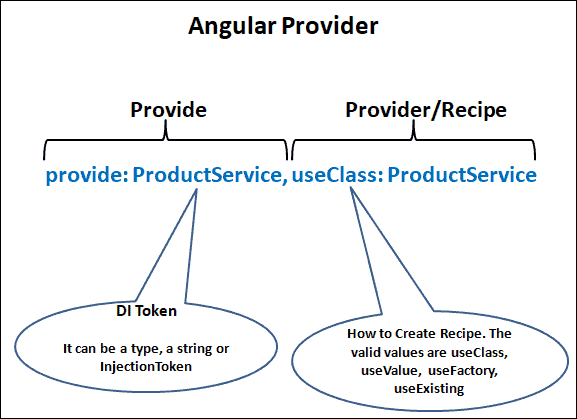 Angular Provider
Provide
Provider/Recipe
provide: ProductService, useClass: ProductService
DI Token
It can be a type, a string or
InjectionToken
How to Create Recipe. The
valid values are useClass,
useValue, useFactory,
useExisting